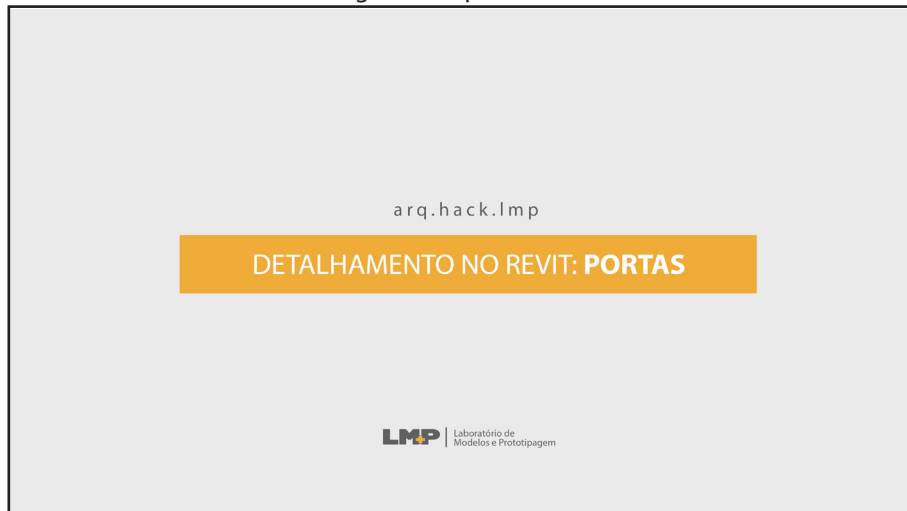 arq.hack.lmp
DETALHAMENTO NO REVIT: PORTAS
LMP
Laboratório de
Modelos e Prototipagem